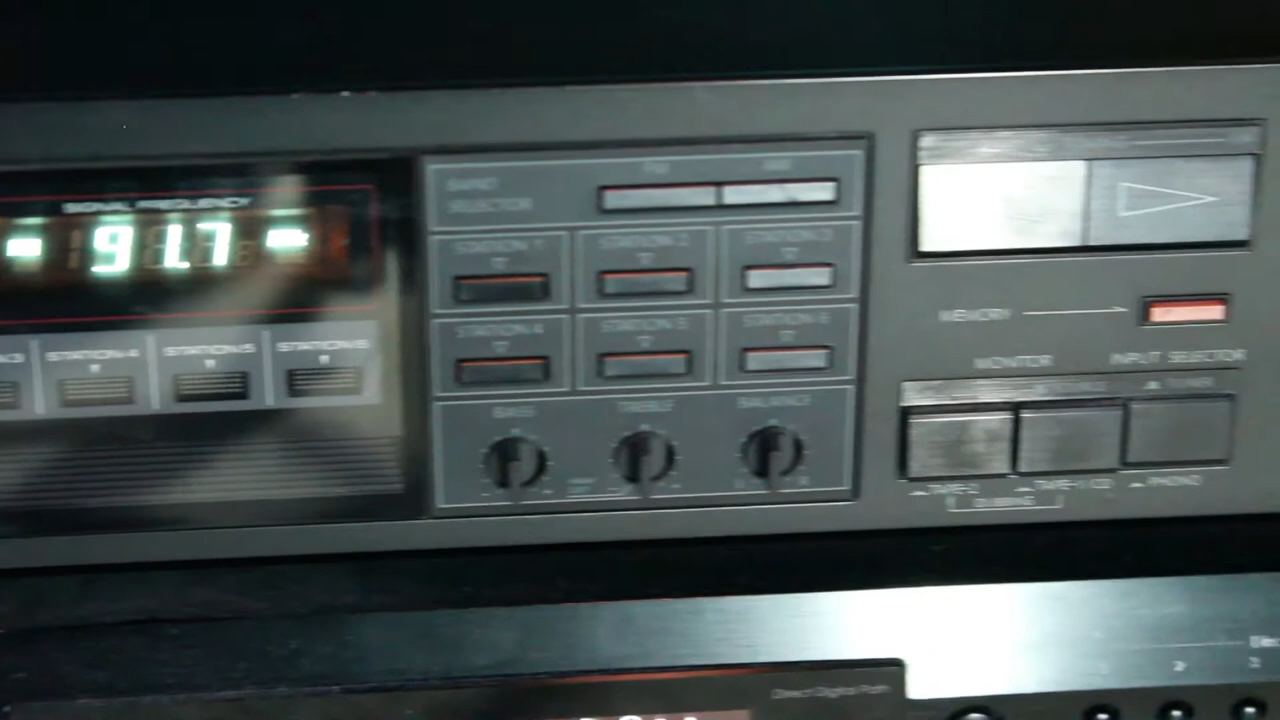 SIGNAL FREQUENCY
91.7
STATION 4 STATION 5 STATION 6
BAND
SELECTOR
FM AM
STATION 1 STATION 2 STATION 3
STATION 4 STATION 5 STATION 6
BASS TREBLE BALANCE
MEMORY
MONITOR INPUT SELECTOR
TUNER
TAPE-2 TAPE-1/CD PHONO
DUBBING
Direct Digital Path